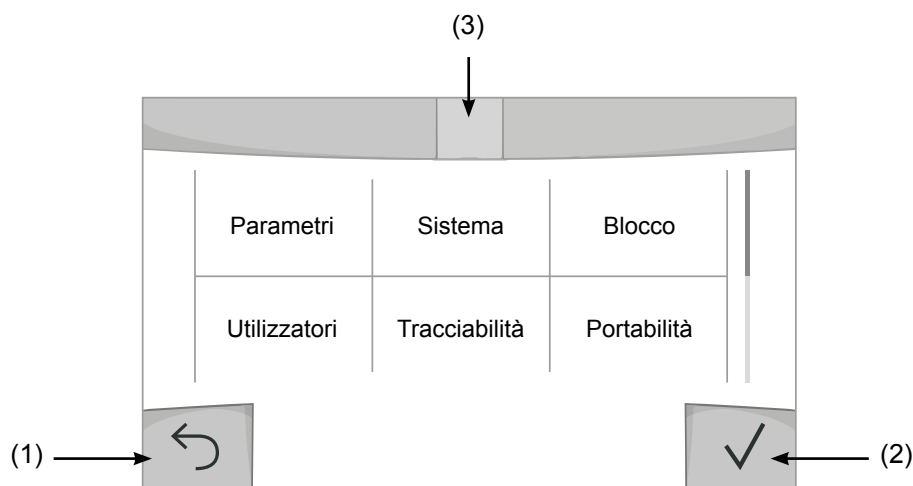 (3)
Parametri Sistema Blocco
Utilizzatori Tracciabilità Portabilità
(1)
(2)